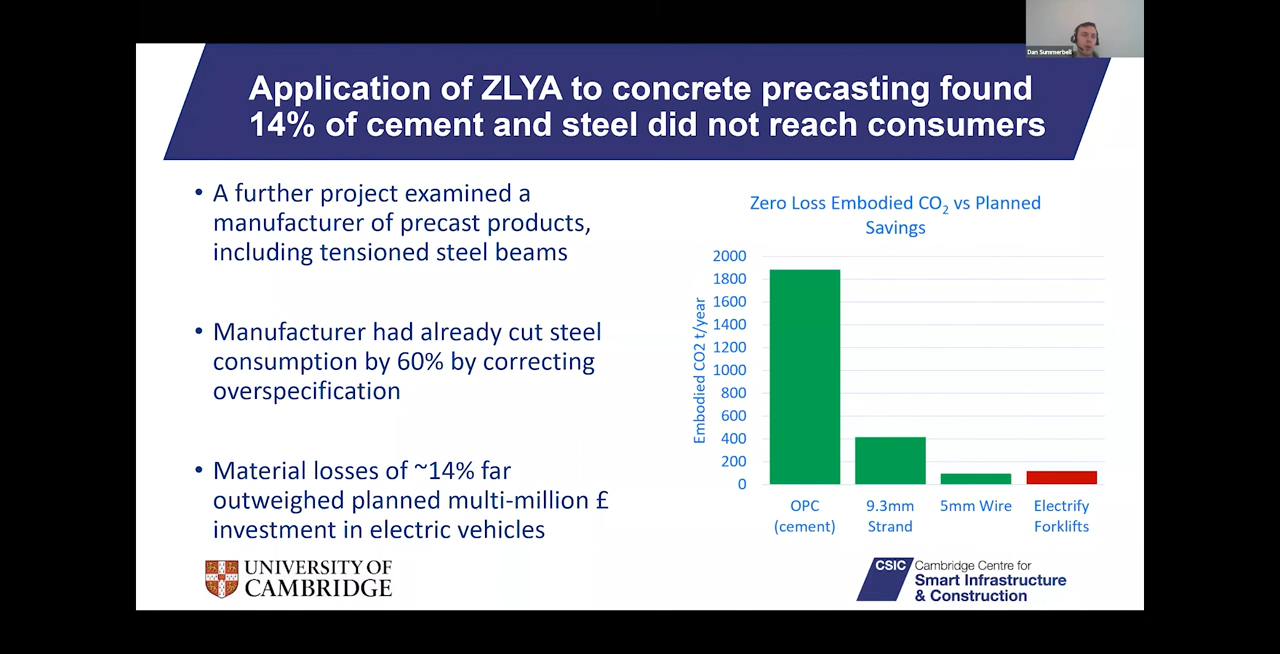 Dan Summerbell
Application of ZLYA to concrete precasting found
14% of cement and steel did not reach consumers
• A further project examined a
manufacturer of precast products,
including tensioned steel beams
• Manufacturer had already cut steel
consumption by 60% by correcting
overspecification
• Material losses of ~14% far
outweighed planned multi-million £
investment in electric vehicles
Zero Loss Embodied CO2 vs Planned
Savings
Embodied CO2 t/year
2000
1800
1600
1400
1200
1000
800
600
400
200
0
OPC
(cement)
9.3mm
Strand
5mm Wire
Electrify
Forklifts
UNIVERSITY OF
CAMBRIDGE
CSIC
Cambridge Centre for
Smart Infrastructure
& Construction